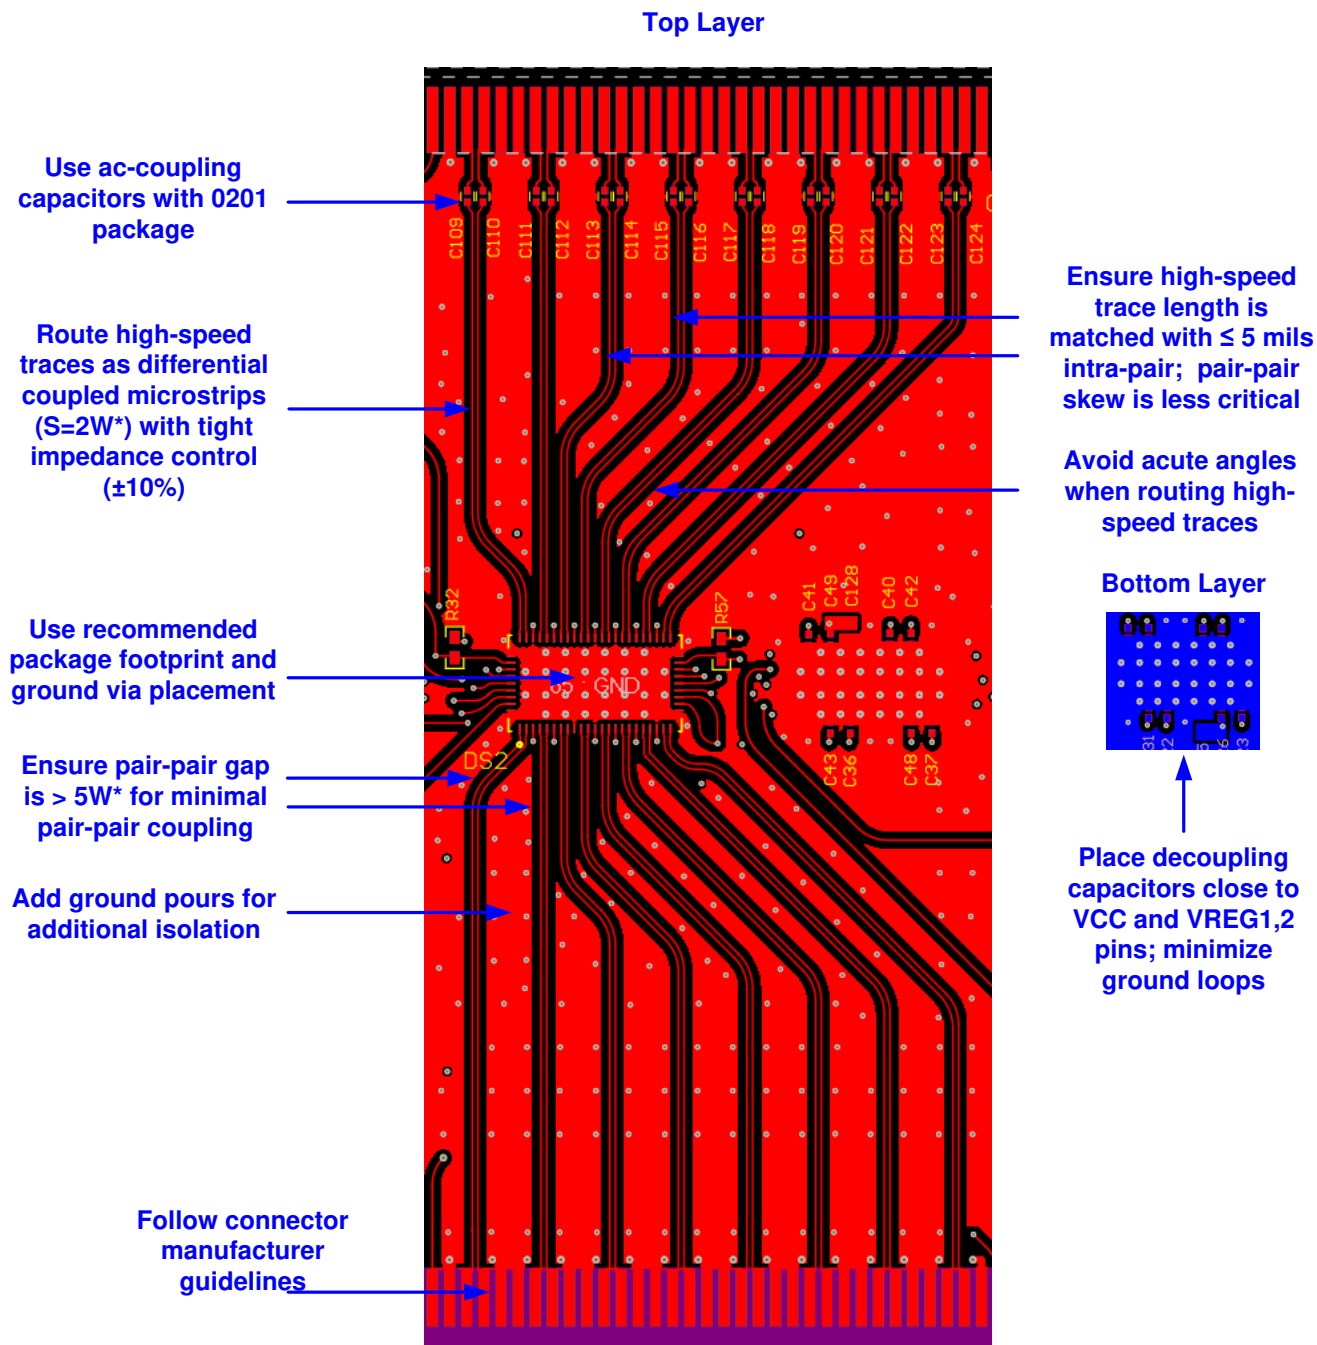 Top Layer
Use ac-coupling
capacitors with 0201
package
C109
C110
C111
C112
C113
C114
C115
C116
C117
C118
C119
C120
C121
C122
C123
C124
Ensure high-speed
trace length is
matched with ≤ 5 mils
intra-pair; pair-pair
skew is less critical
Route high-speed
traces as differential
coupled microstrips
(S=2W*) with tight
impedance control
(±10%)
Avoid acute angles
when routing high-
speed traces
Bottom Layer
R32
R57
C41
C49
C128
C40
C42
Use recommended
package footprint and
ground via placement
65 : GND
DS2
C43
C36
C48
C37
Ensure pair-pair gap
is > 5W* for minimal
pair-pair coupling
Place decoupling
capacitors close to
VCC and VREG1,2
pins; minimize
ground loops
Add ground pours for
additional isolation
Follow connector
manufacturer
guidelines